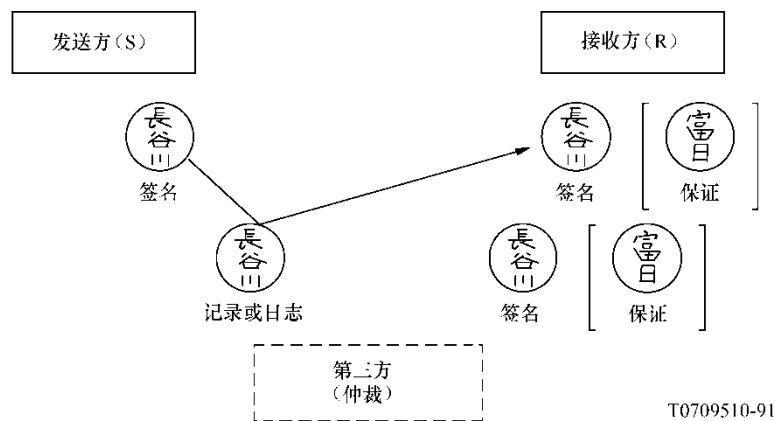 发送方(S)
接收方(R)
長谷川
長谷川
富日
签名
签名
保证
長谷川
長谷川
富日
记录或日志
签名
保证
第三方
(仲裁)
T0709510-91